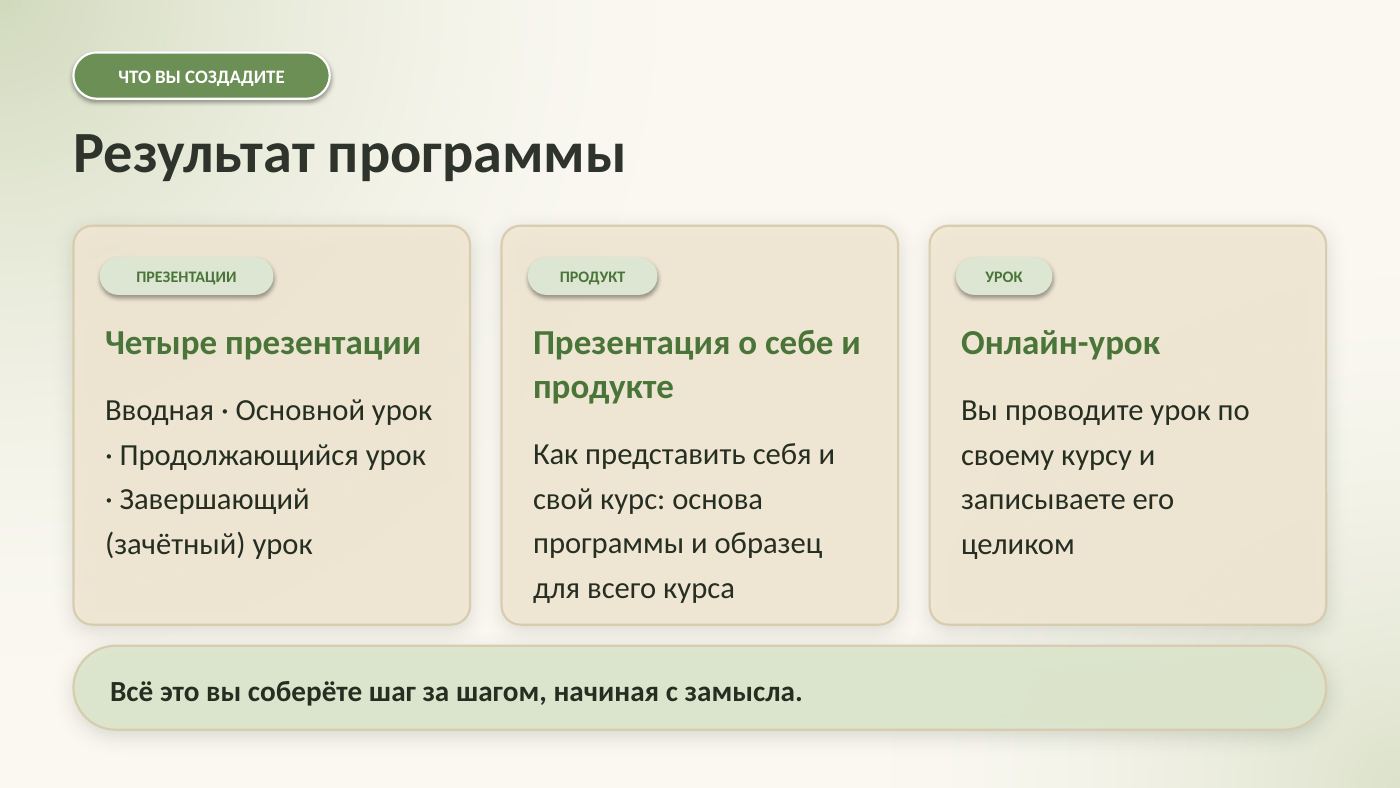 ЧТО ВЫ СОЗДАДИТЕ
Результат программы
ПРЕЗЕНТАЦИИ
Четыре презентации
Вводная · Основной урок
· Продолжающийся урок
· Завершающий
(зачётный) урок
ПРОДУКТ
Презентация о себе и
продукте
Как представить себя и
свой курс: основа
программы и образец
для всего курса
УРОК
Онлайн-урок
Вы проводите урок по
своему курсу и
записываете его
целиком
Всё это вы соберёте шаг за шагом, начиная с замысла.